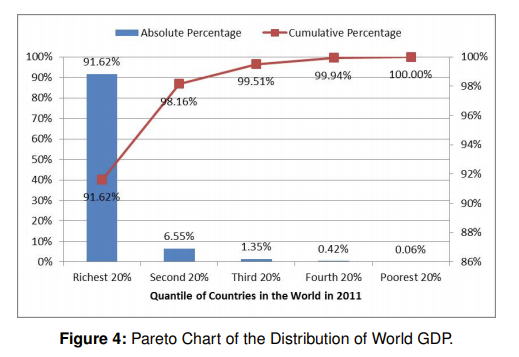 Absolute Percentage Cumulative Percentage
100% 91.62% 100%
90% 98.16% 99.51% 99.94% 100.00% 98%
80% 96%
70% 94%
60% 92%
50% 90%
40% 91.62% 88%
30% 86%
20%
10% 6.55% 1.35% 0.42% 0.06%
0%
Richest 20% Second 20% Third 20% Fourth 20% Poorest 20%
Quantile of Countries in the World in 2011
Figure 4: Pareto Chart of the Distribution of World GDP.